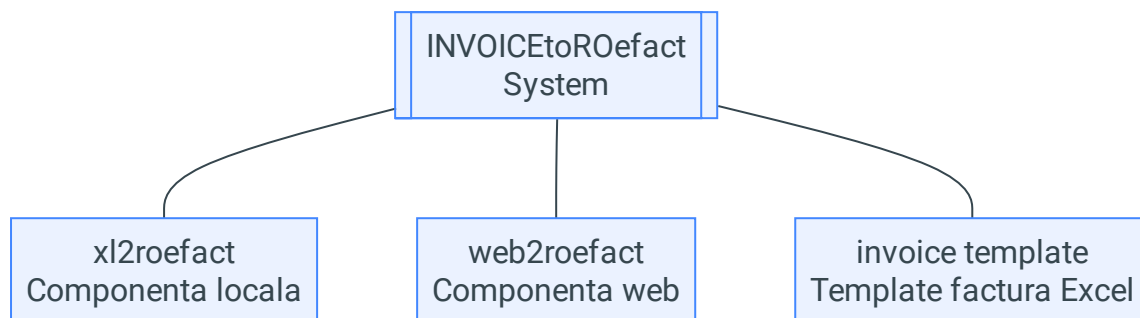 INVOICEtoROefact
System
xl2roefact
Componenta locala
web2roefact
Componenta web
invoice template
Template factura Excel